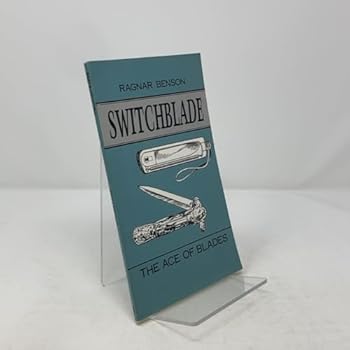 RAGNAR BENSON
SWITCHBLADE
THE ACE OF BLADES